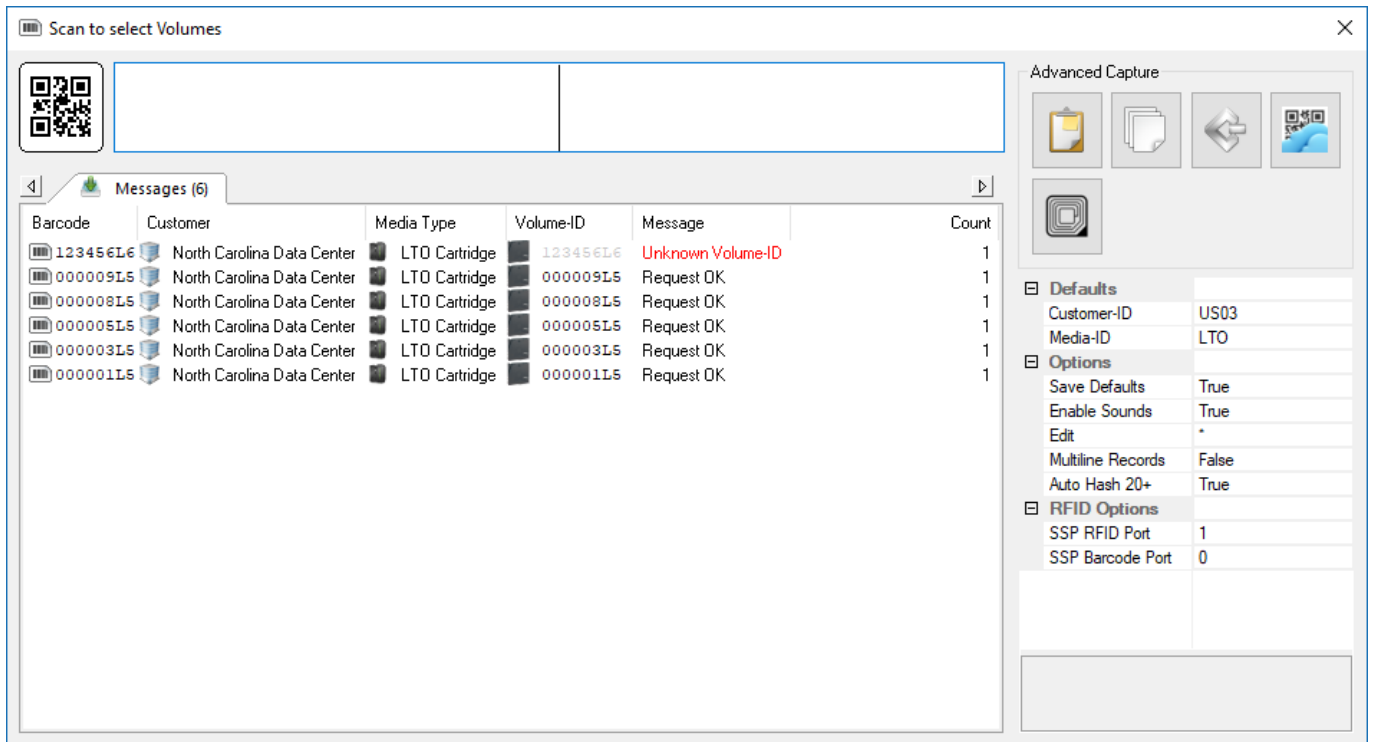 Scan to select Volumes
Advanced Capture
Messages (6)
Barcode Customer Media Type Volume-ID Message Count
123456L6 North Carolina Data Center LTO Cartridge 123456L6 Unknown Volume-ID 1
000009L5 North Carolina Data Center LTO Cartridge 000009L5 Request OK 1
000008L5 North Carolina Data Center LTO Cartridge 000008L5 Request OK 1
000005L5 North Carolina Data Center LTO Cartridge 000005L5 Request OK 1
000003L5 North Carolina Data Center LTO Cartridge 000003L5 Request OK 1
000001L5 North Carolina Data Center LTO Cartridge 000001L5 Request OK 1
Defaults
Customer-ID US03
Media-ID LTO
Options
Save Defaults True
Enable Sounds True
Edit *
Multiline Records False
Auto Hash 20+ True
RFID Options
SSP RFID Port 1
SSP Barcode Port 0